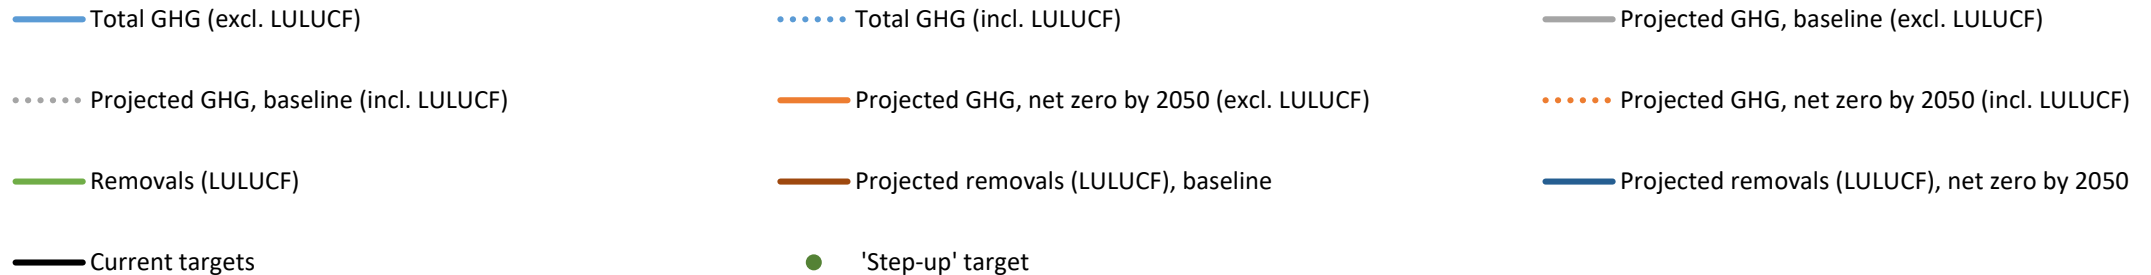 Total GHG (excl. LULUCF)
Total GHG (incl. LULUCF)
Projected GHG, baseline (excl. LULUCF)
Projected GHG, baseline (incl. LULUCF)
Projected GHG, net zero by 2050 (excl. LULUCF)
Projected GHG, net zero by 2050 (incl. LULUCF)
Removals (LULUCF)
Projected removals (LULUCF), baseline
Projected removals (LULUCF), net zero by 2050
Current targets
'Step-up' target